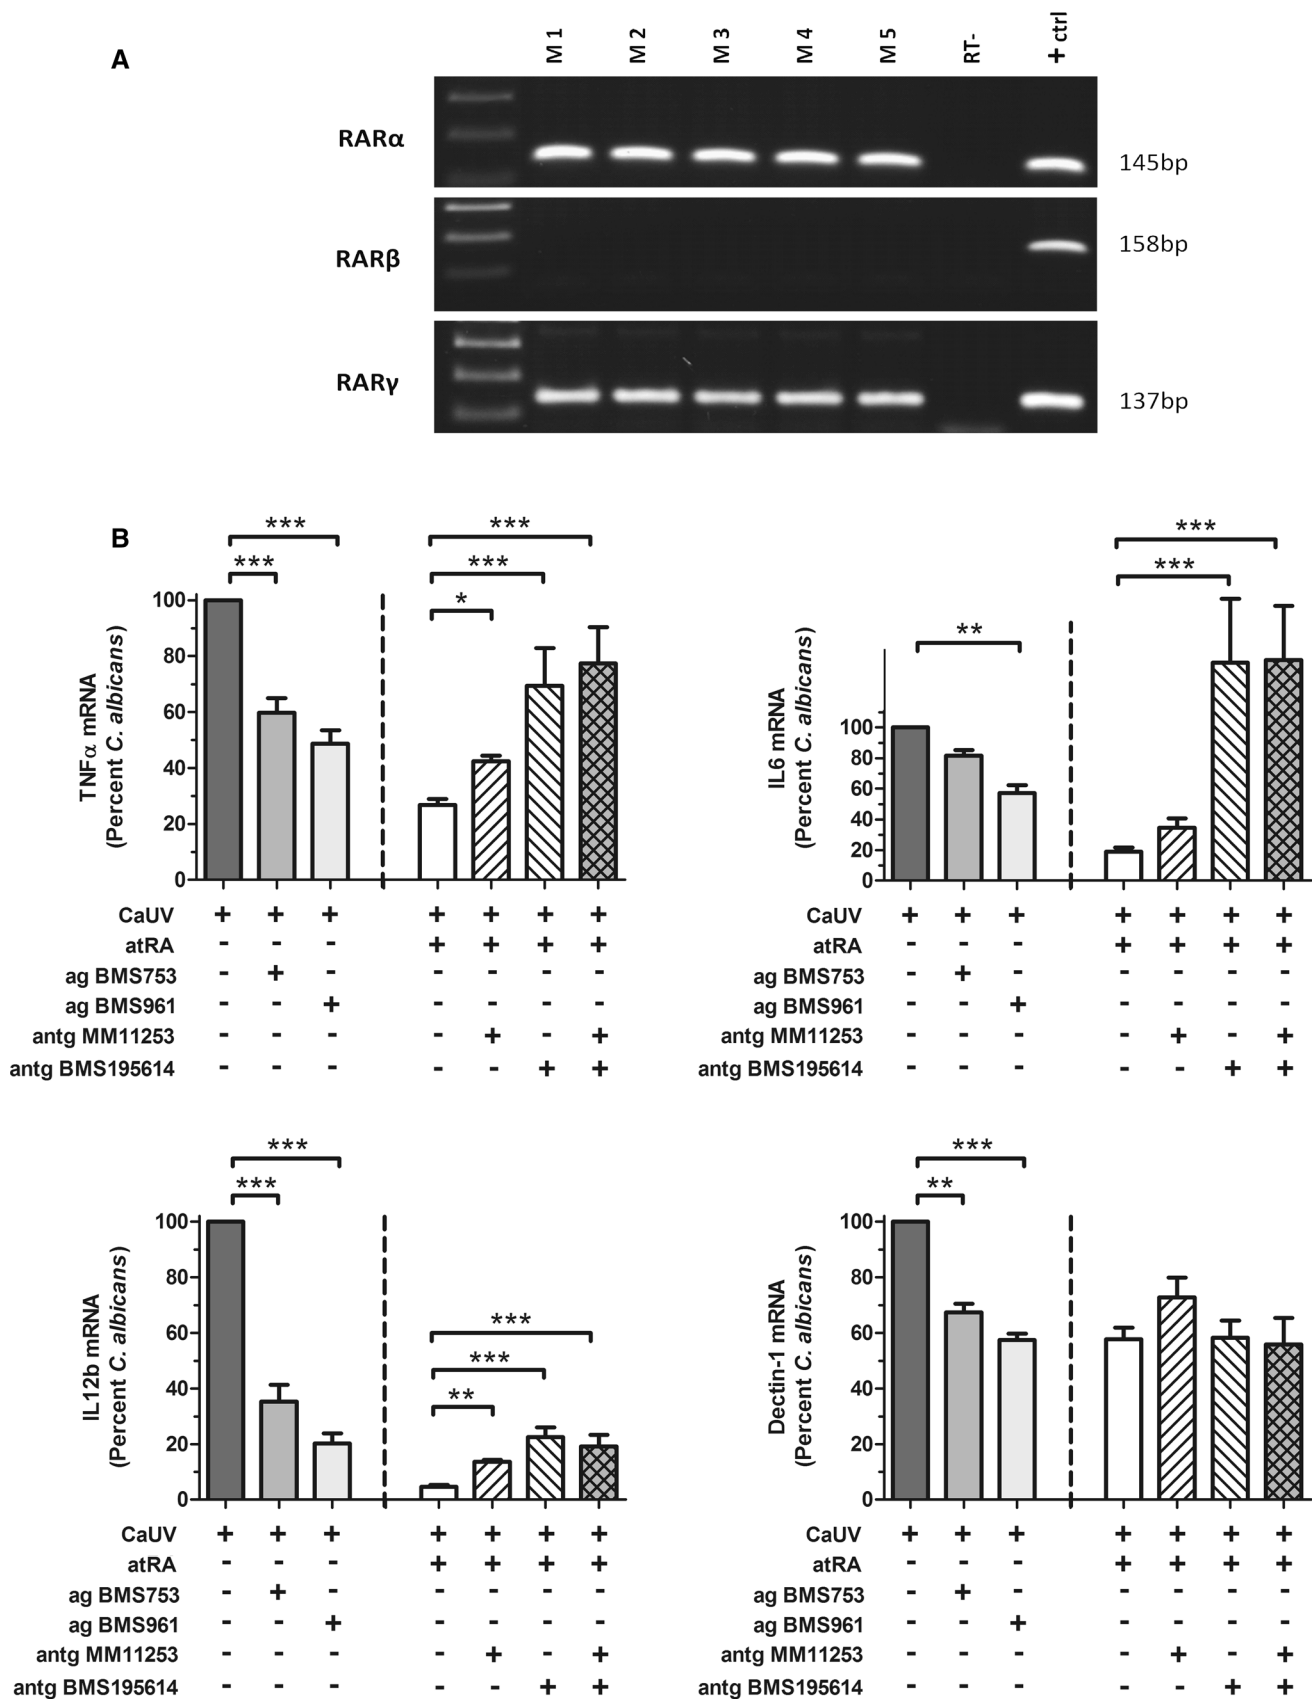 A
M 1 M 2 M 3 M 4 M 5 RT- + ctrl
RARα
145bp
RARβ
158bp
RARγ
137bp
B
TNFα mRNA
(Percent C. albicans)
*** *** * *** ***
100
80
60
40
20
0
CaUV + + + + + + +
atRA - - - + + + +
ag BMS753 - + - - - - -
ag BMS961 - - + - - - -
antg MM11253 - - - - + - +
antg BMS195614 - - - - - + +
IL6 mRNA
(Percent C. albicans)
** *** ***
100
80
60
40
20
0
CaUV + + + + + + +
atRA - - - + + + +
ag BMS753 - + - - - - -
ag BMS961 - - + - - - -
antg MM11253 - - - - + - +
antg BMS195614 - - - - - + +
IL12b mRNA
(Percent C. albicans)
*** *** ** *** ***
100
80
60
40
20
0
CaUV + + + + + + +
atRA - - - + + + +
ag BMS753 - + - - - - -
ag BMS961 - - + - - - -
antg MM11253 - - - - + - +
antg BMS195614 - - - - - + +
Dectin-1 mRNA
(Percent C. albicans)
*** **
100
80
60
40
20
0
CaUV + + + + + + +
atRA - - - + + + +
ag BMS753 - + - - - - -
ag BMS961 - - + - - - -
antg MM11253 - - - - + - +
antg BMS195614 - - - - - + +